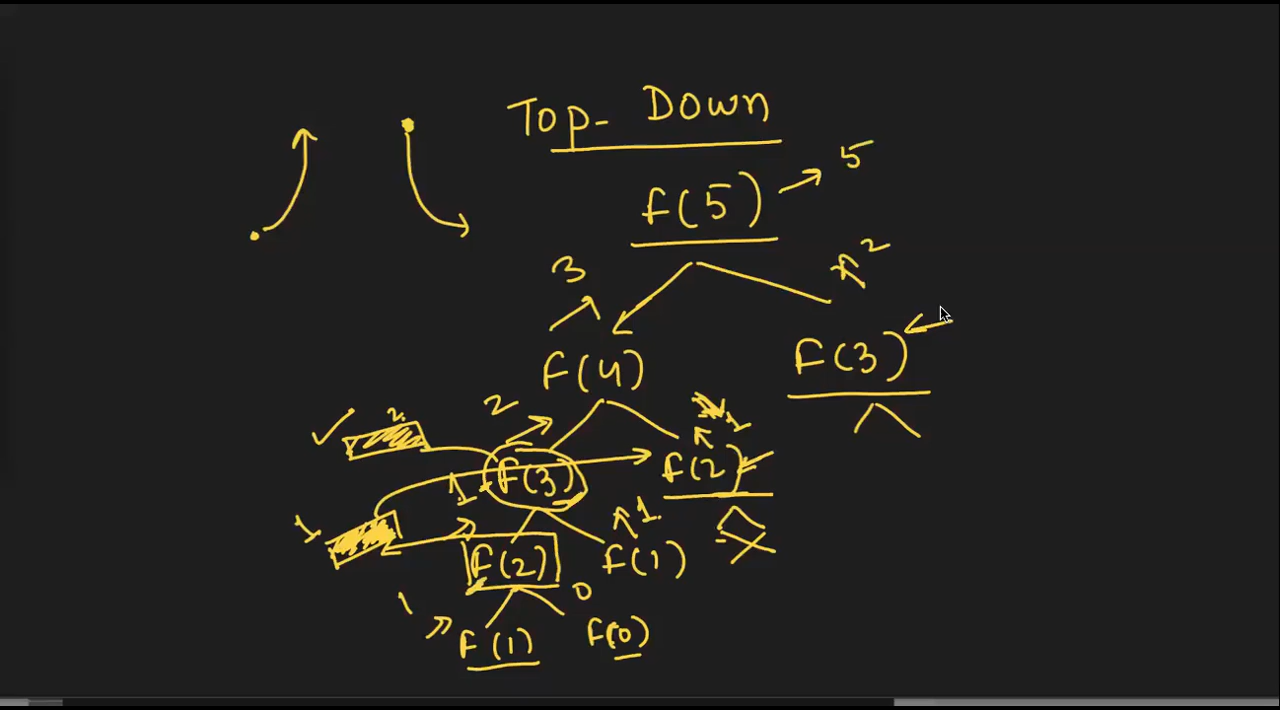 Top- Down
f(5) 5
3 2
f(4) f(3)
2 2. 1
f(3) f(2)
1 1 1.
f(2) f(1)
1 0
f(1) f(0)